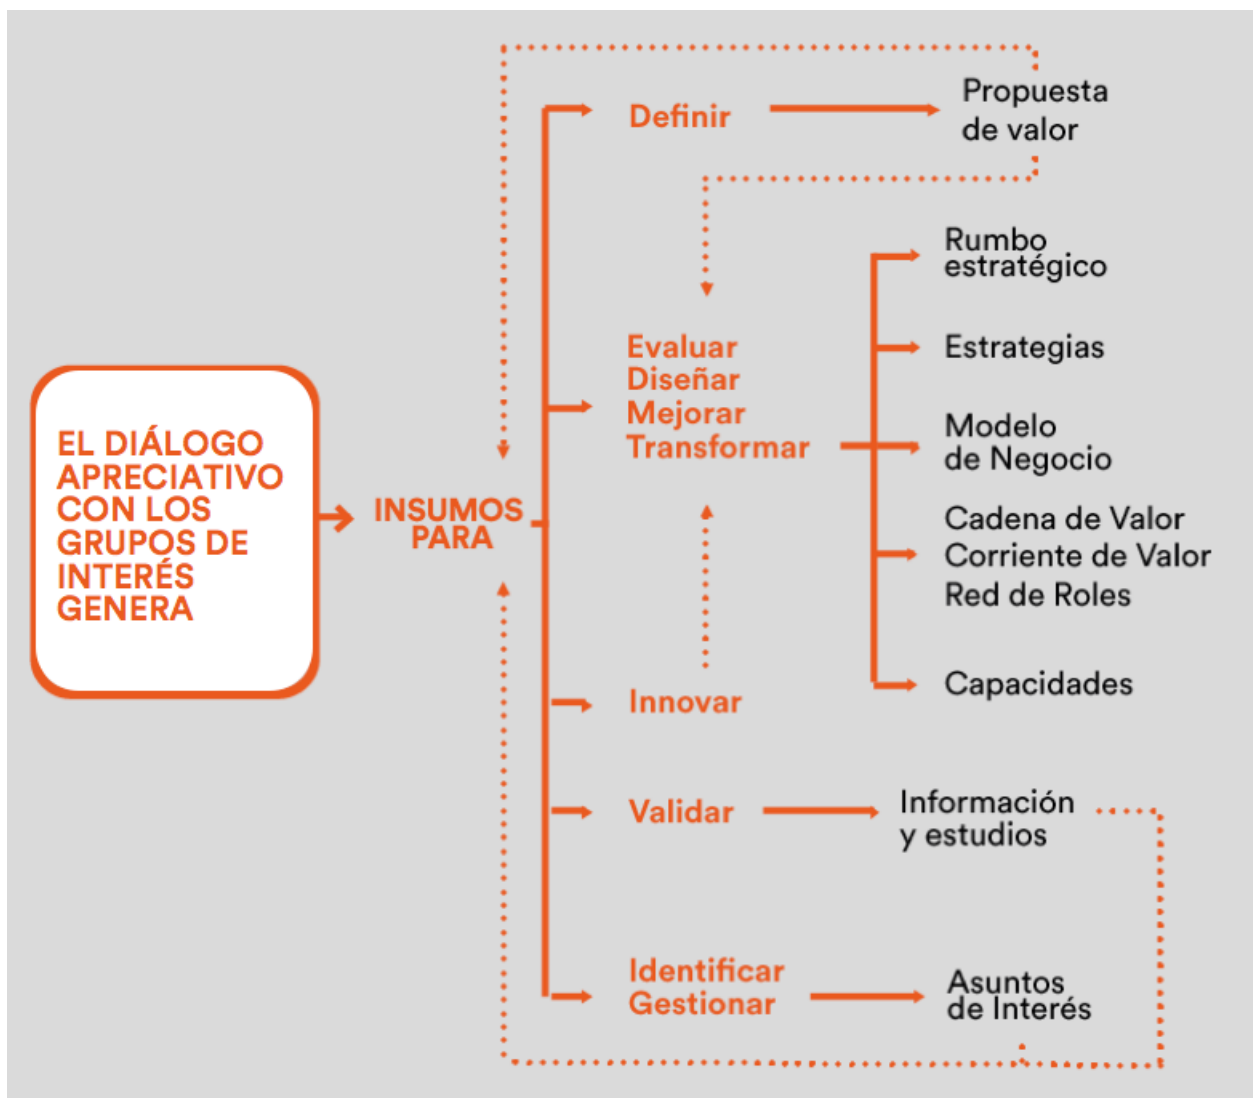 EL DIÁLOGO
APRECIATIVO
CON LOS
GRUPOS DE
INTERÉS
GENERA
INSUMOS
PARA
Definir
Propuesta
de valor
Evaluar
Diseñar
Mejorar
Transformar
Rumbo
estratégico
Estrategias
Modelo
de Negocio
Cadena de Valor
Corriente de Valor
Red de Roles
Capacidades
Innovar
Validar
Información
y estudios
Identificar
Gestionar
Asuntos
de Interés